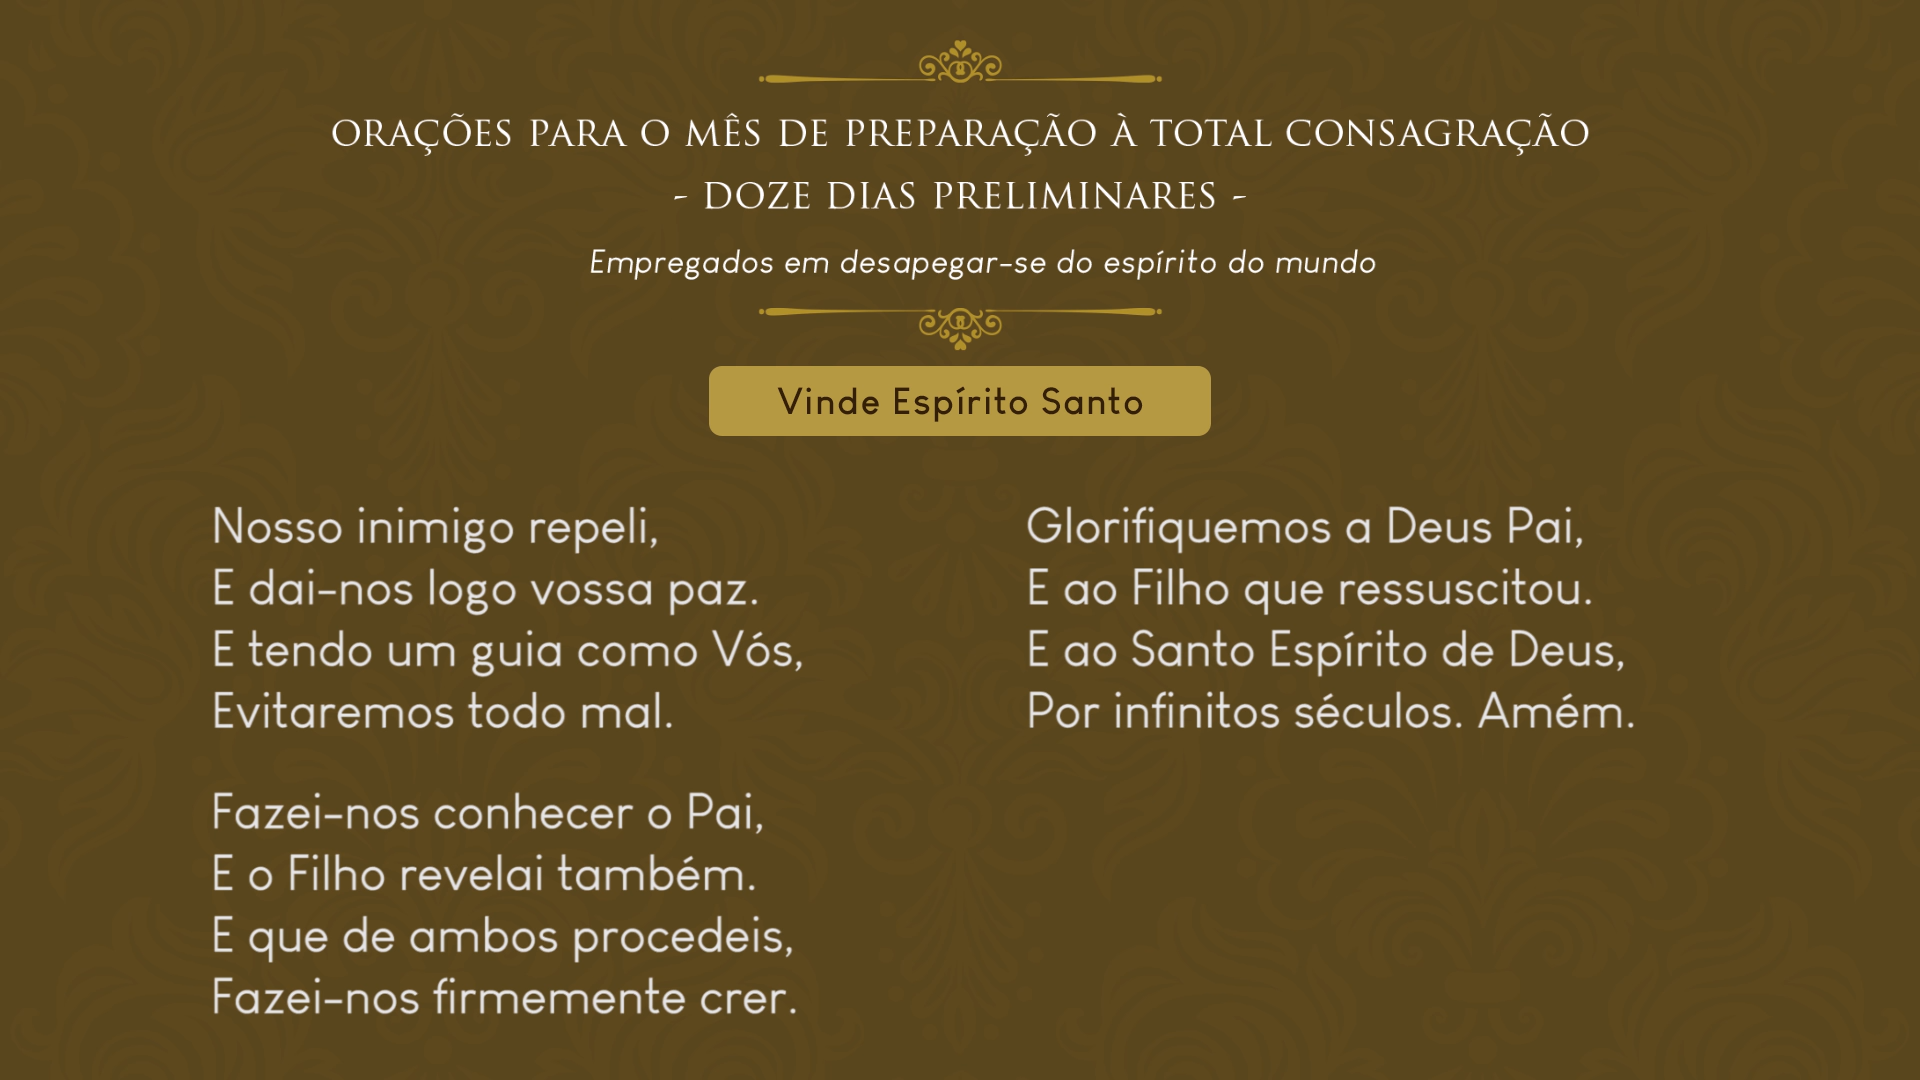 ORAÇÕES PARA O MÊS DE PREPARAÇÃO À TOTAL CONSAGRAÇÃO
- DOZE DIAS PRELIMINARES -
Empregados em desapegar-se do espírito do mundo
Vinde Espírito Santo
Nosso inimigo repeli,
E dai-nos logo vossa paz.
E tendo um guia como Vós,
Evitaremos todo mal.
Fazei-nos conhecer o Pai,
E o Filho revelai também.
E que de ambos procedeis,
Fazei-nos firmemente crer.
Glorifiquemos a Deus Pai,
E ao Filho que ressuscitou.
E ao Santo Espírito de Deus,
Por infinitos séculos. Amém.